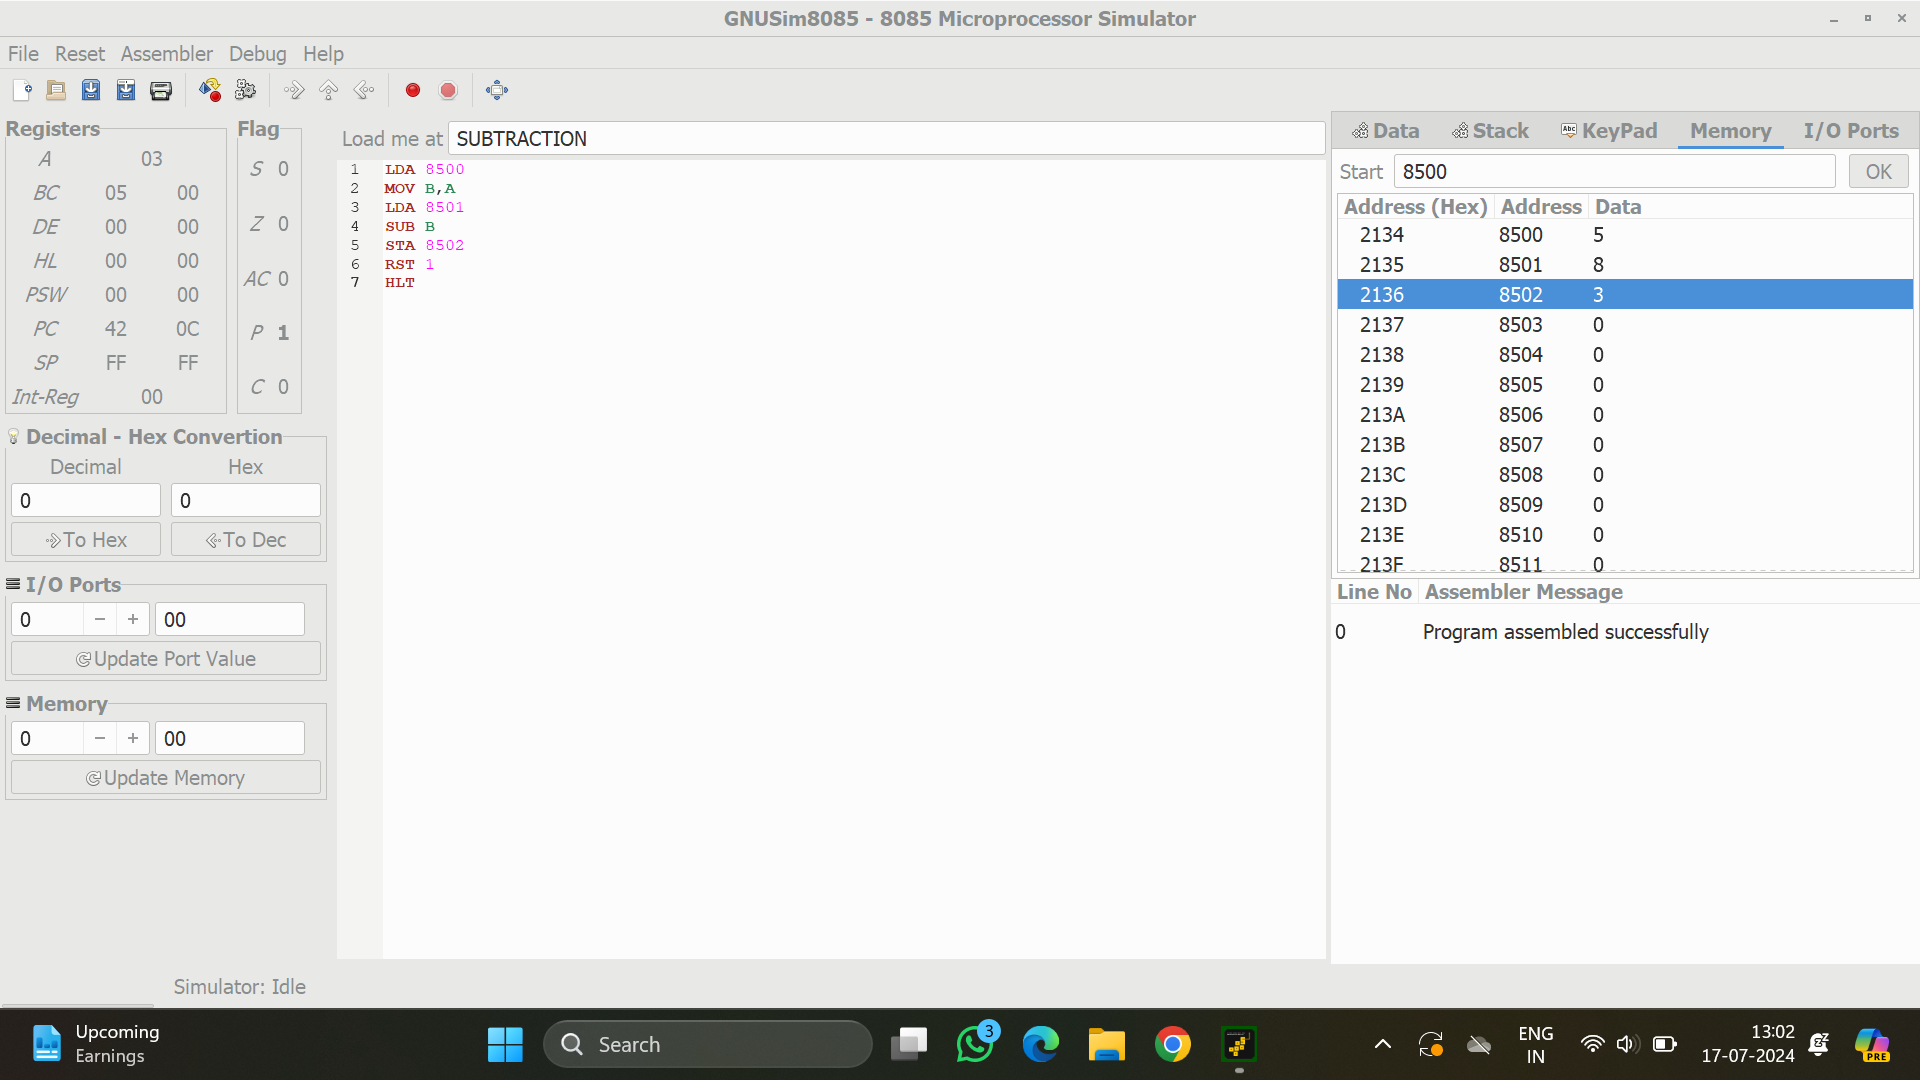 GNUSim8085 - 8085 Microprocessor Simulator
File Reset Assembler Debug Help
Registers
A 03
BC 05 00
DE 00 00
HL 00 00
PSW 00 00
PC 42 0C
SP FF FF
Int-Reg 00
Flag
S 0
Z 0
AC 0
P 1
C 0
Decimal - Hex Convertion
Decimal Hex
0 0
To Hex To Dec
I/O Ports
0 − + 00
Update Port Value
Memory
0 − + 00
Update Memory
Simulator: Idle
Load me at SUBTRACTION
1 LDA 8500
2 MOV B,A
3 LDA 8501
4 SUB B
5 STA 8502
6 RST 1
7 HLT
Data Stack Abc KeyPad Memory I/O Ports
Start 8500 OK
Address (Hex) Address Data
2134 8500 5
2135 8501 8
2136 8502 3
2137 8503 0
2138 8504 0
2139 8505 0
213A 8506 0
213B 8507 0
213C 8508 0
213D 8509 0
213E 8510 0
213F 8511 0
Line No Assembler Message
0 Program assembled successfully
Upcoming
Earnings
Search
3
ENG
IN
13:02
17-07-2024
PRE